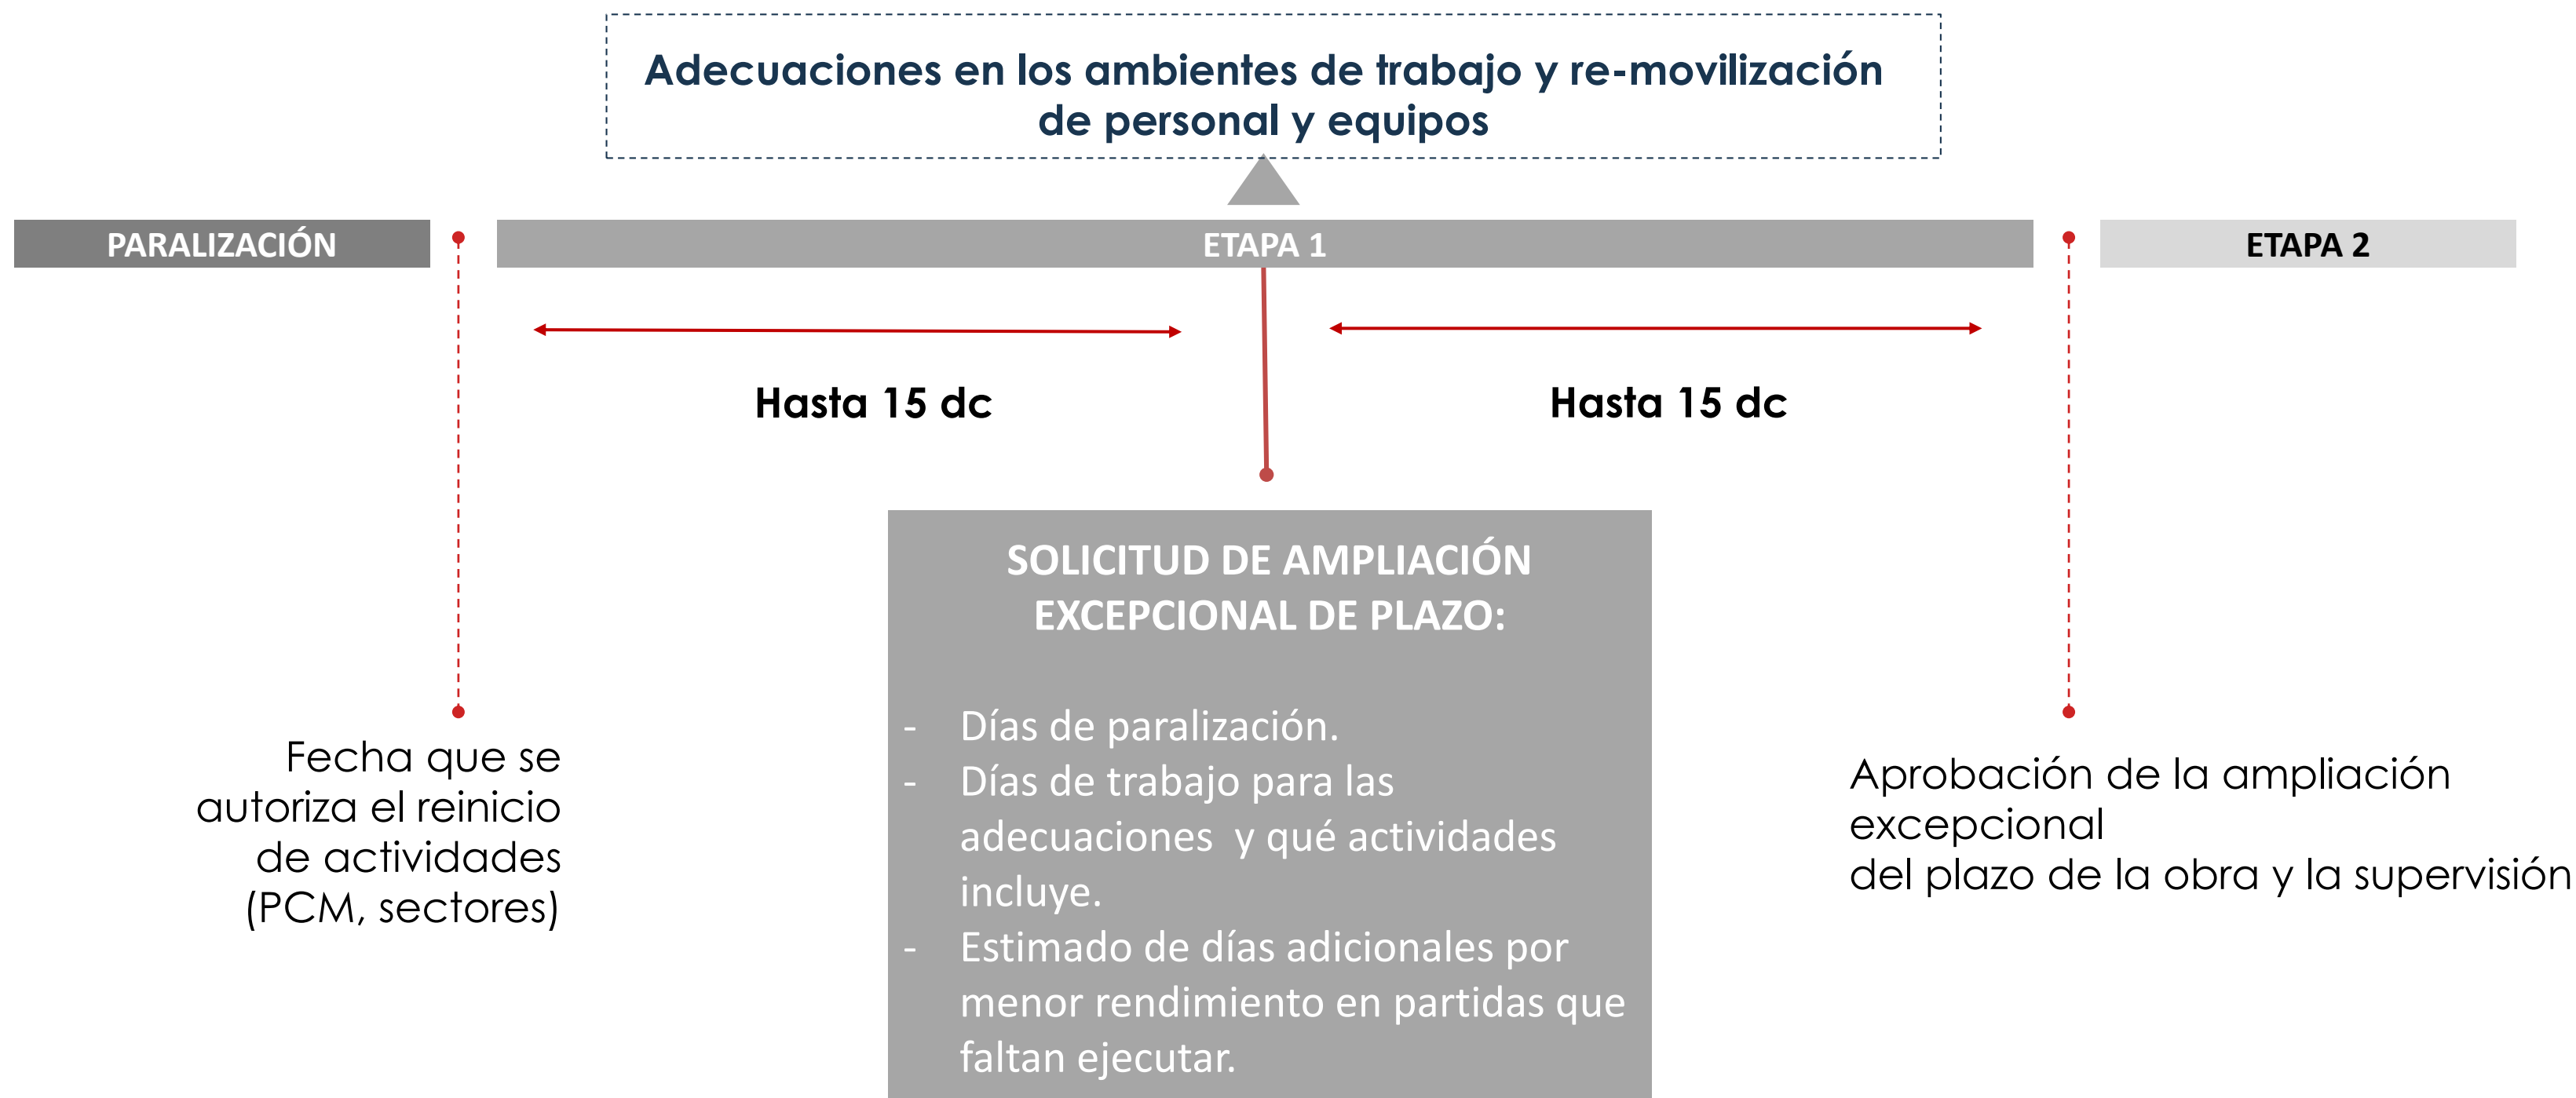 Adecuaciones en los ambientes de trabajo y re-movilización
de personal y equipos
PARALIZACIÓN
ETAPA 1
ETAPA 2
Hasta 15 dc
Hasta 15 dc
SOLICITUD DE AMPLIACIÓN
EXCEPCIONAL DE PLAZO:
- Días de paralización.
- Días de trabajo para las
adecuaciones y qué actividades
incluye.
- Estimado de días adicionales por
menor rendimiento en partidas que
faltan ejecutar.
Fecha que se
autoriza el reinicio
de actividades
(PCM, sectores)
Aprobación de la ampliación
excepcional
del plazo de la obra y la supervisión